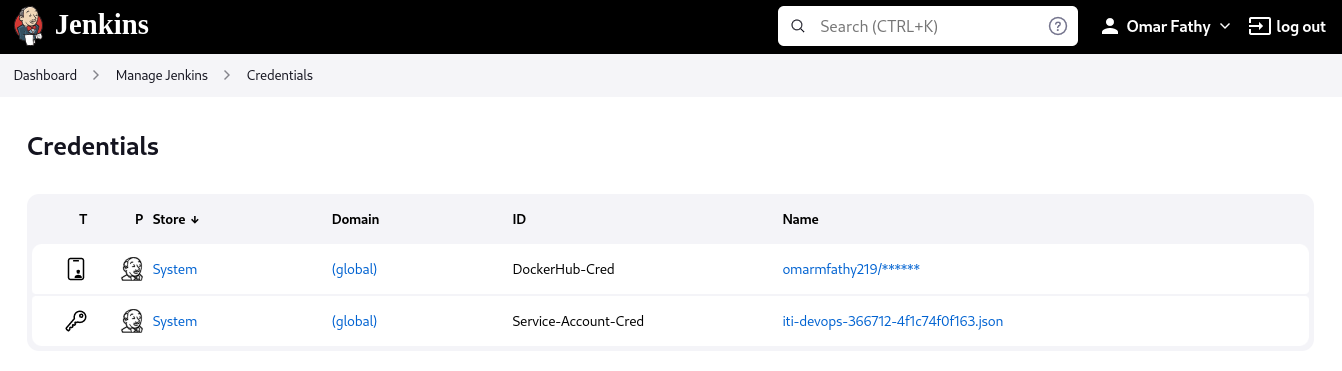 Jenkins
Search (CTRL+K)
?
Omar Fathy
log out
Dashboard > Manage Jenkins > Credentials
Credentials
T P Store ↓ Domain ID Name
System (global) DockerHub-Cred omarmfathy219/******
System (global) Service-Account-Cred iti-devops-366712-4f1c74f0f163.json